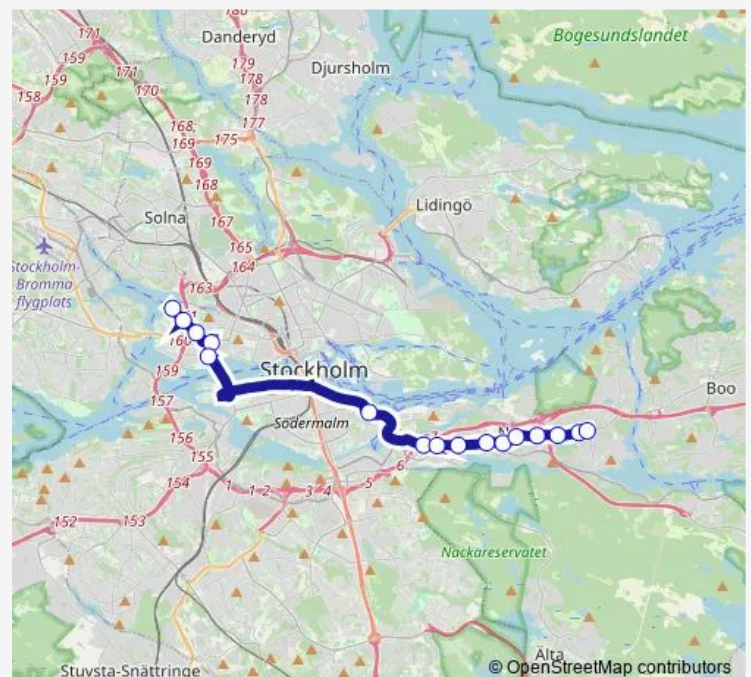 171
Danderyd
180
159
171
179
Djursholm
Bogesundslandet
159
178
158
170
178
177
168;
169
175
169
168
Lidingö
Solna
167
165
Stockholm-
Bromma
flygplats
164
163
160
159
Stockholm
157
Boo
Södermalm
156
155
6
154
1
1
2
3
4
5
152
153
Nackareservatet
Älta
Stuvsta-Snättringe
© OpenStreetMap contributors